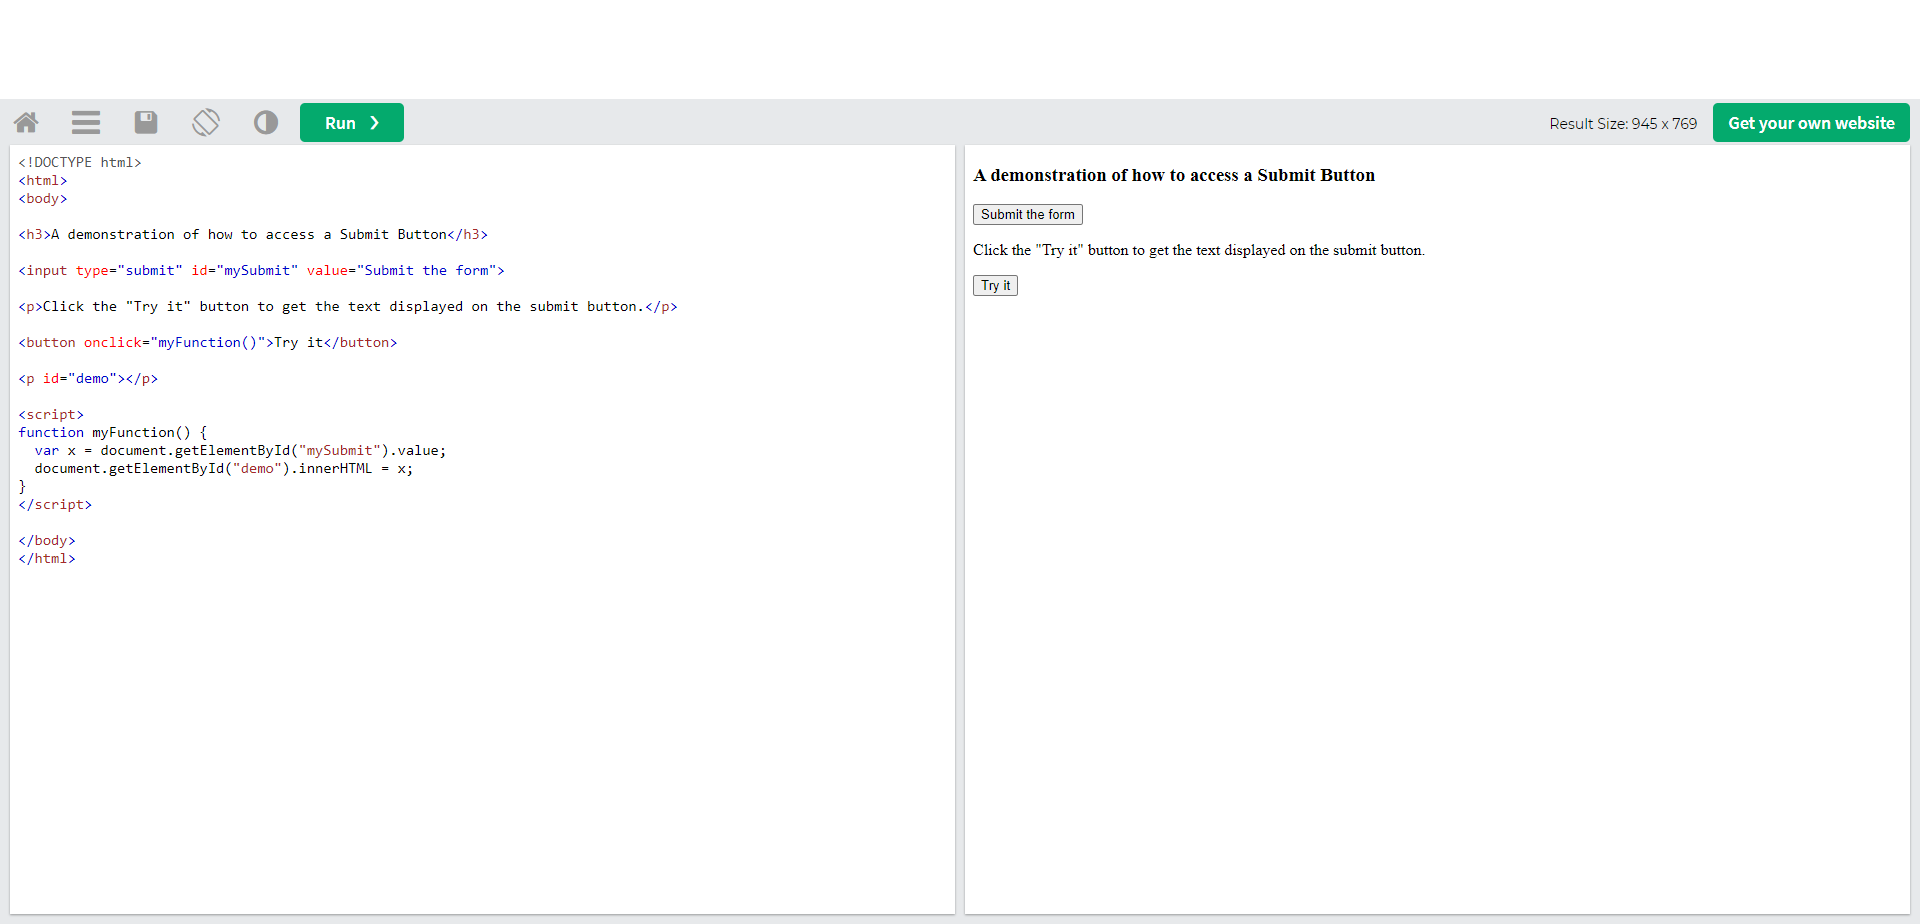 Run ❯
Result Size: 945 x 769
Get your own website
<!DOCTYPE html>
<html>
<body>
<h3>A demonstration of how to access a Submit Button</h3>
<input type="submit" id="mySubmit" value="Submit the form">
<p>Click the "Try it" button to get the text displayed on the submit button.</p>
<button onclick="myFunction()">Try it</button>
<p id="demo"></p>
<script>
function myFunction() {
  var x = document.getElementById("mySubmit").value;
  document.getElementById("demo").innerHTML = x;
}
</script>
</body>
</html>
A demonstration of how to access a Submit Button
Submit the form
Click the "Try it" button to get the text displayed on the submit button.
Try it